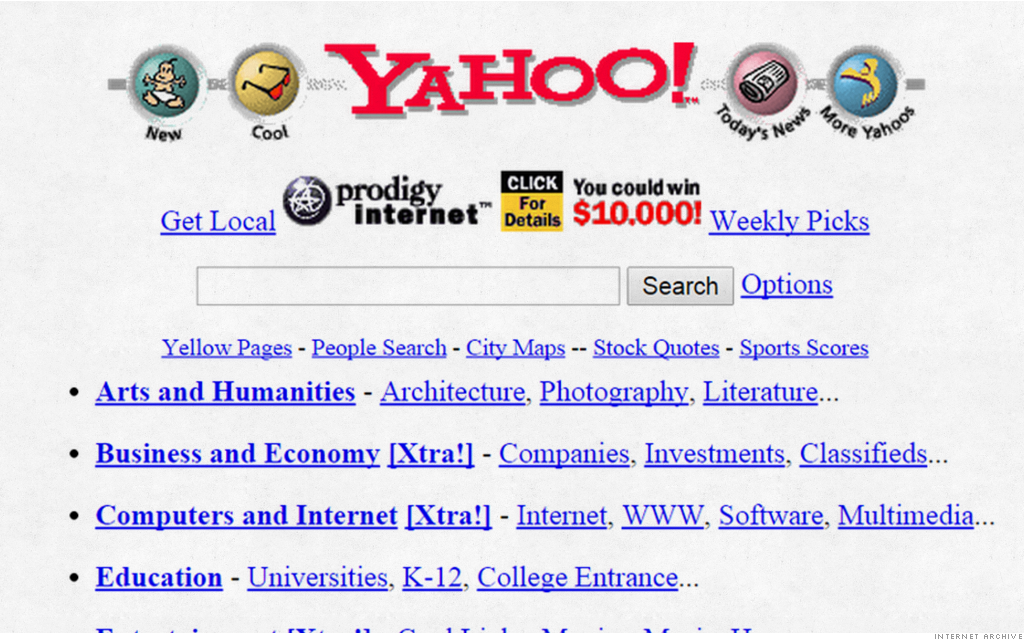 YAHOO!™
New
Cool
Today's News
More Yahoos
Get Local
prodigy internet™
CLICK For Details
You could win $10,000!
Weekly Picks
Search
Options
Yellow Pages - People Search - City Maps -- Stock Quotes - Sports Scores
• Arts and Humanities - Architecture, Photography, Literature...
• Business and Economy [Xtra!] - Companies, Investments, Classifieds...
• Computers and Internet [Xtra!] - Internet, WWW, Software, Multimedia...
• Education - Universities, K-12, College Entrance...
INTERNET ARCHIVE